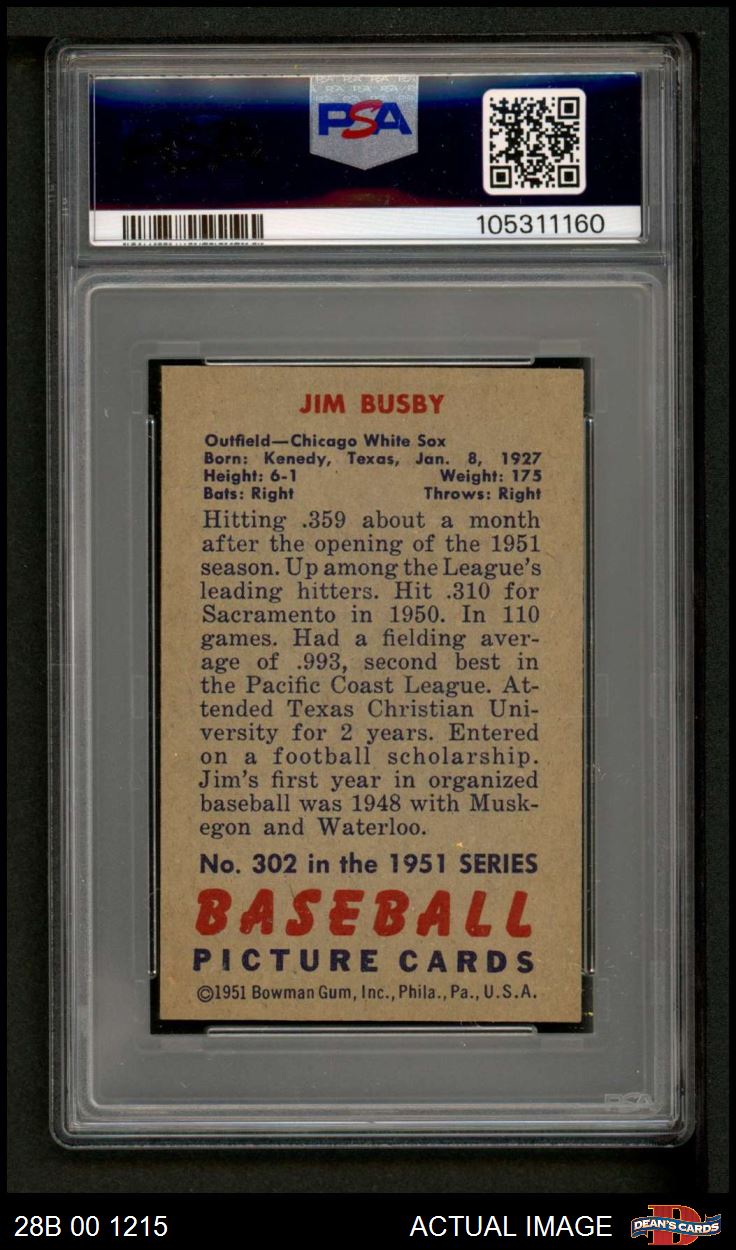 PSA
105311160
JIM BUSBY
Outfield—Chicago White Sox
Born: Kenedy, Texas, Jan. 8, 1927
Height: 6-1 Weight: 175
Bats: Right Throws: Right
Hitting .359 about a month
after the opening of the 1951
season. Up among the League's
leading hitters. Hit .310 for
Sacramento in 1950. In 110
games. Had a fielding aver-
age of .993, second best in
the Pacific Coast League. At-
tended Texas Christian Uni-
versity for 2 years. Entered
on a football scholarship.
Jim's first year in organized
baseball was 1948 with Musk-
egon and Waterloo.
No. 302 in the 1951 SERIES
BASEBALL
PICTURE CARDS
©1951 Bowman Gum, Inc., Phila., Pa., U.S.A.
PSA
28B 00 1215 ACTUAL IMAGE
DEAN'S CARDS